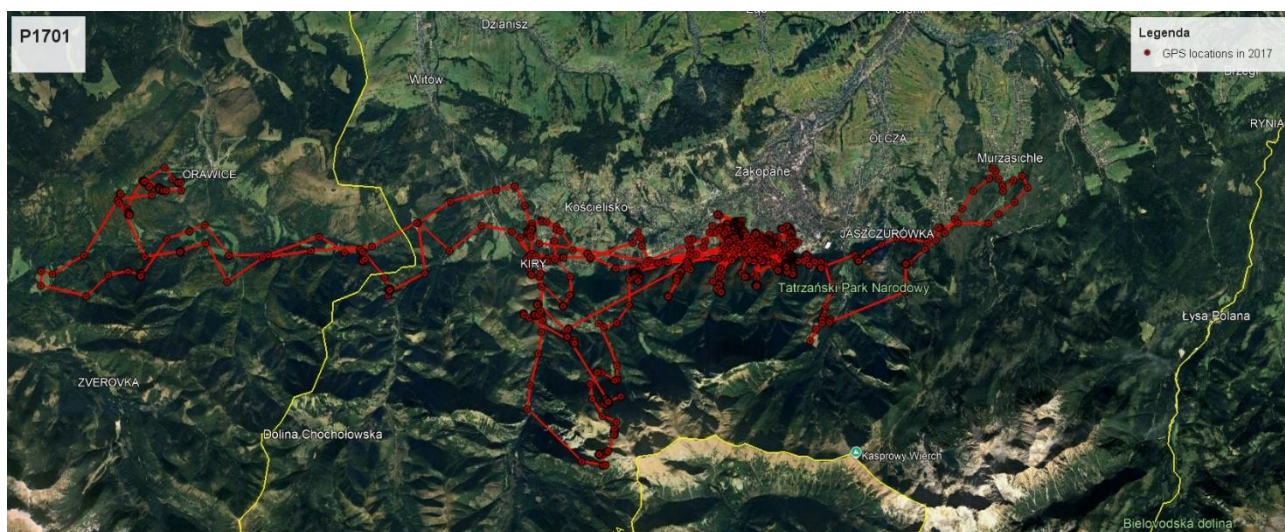 P1701
Dzianisz
Legenda
GPS locations in 2017
Brzegi
Witów
RYNIA
OLCZA
Murzasichle
Zakopane
ORAWICE
Kościelisko
JASZCZURÓWKA
KIRY
Tatrzański Park Narodowy
Łysa Polana
ZVEROVKA
Dolina Chochołowska
Kasprowy Wierch
Bielovodská dolina